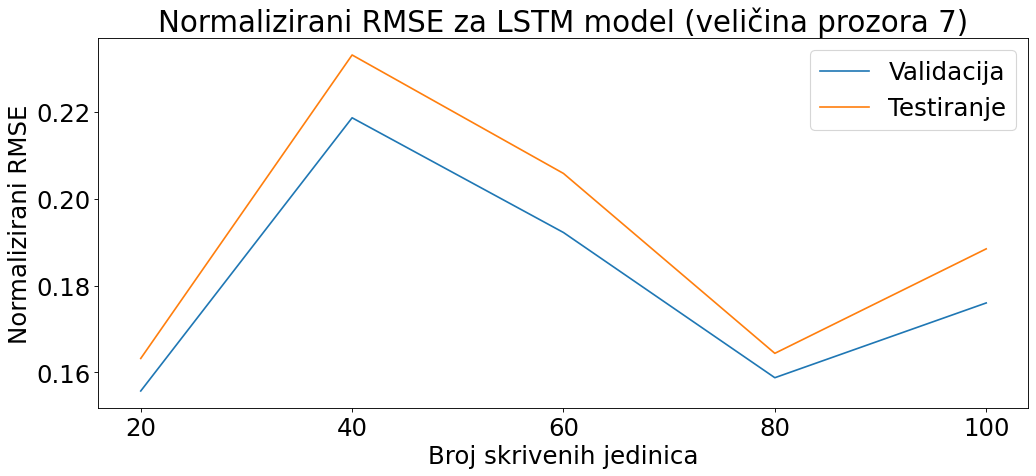 Normalizirani RMSE za LSTM model (veličina prozora 7)
Validacija
Testiranje
Normalizirani RMSE
0.22
0.20
0.18
0.16
20 40 60 80 100
Broj skrivenih jedinica